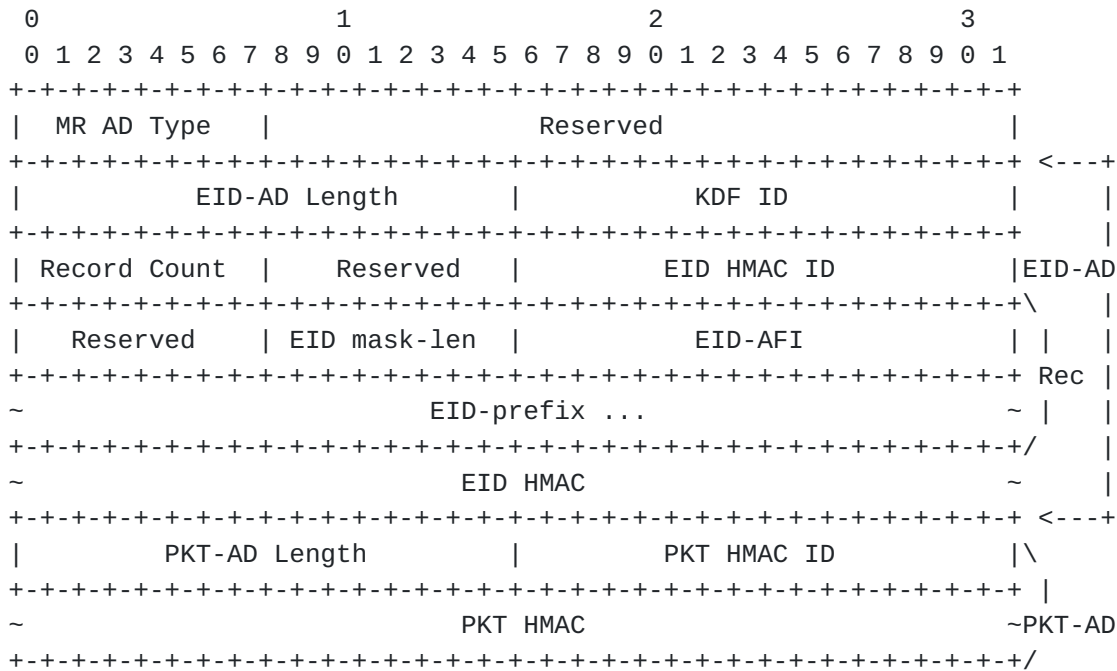 0                   1                   2                   3
 0 1 2 3 4 5 6 7 8 9 0 1 2 3 4 5 6 7 8 9 0 1 2 3 4 5 6 7 8 9 0 1
+-+-+-+-+-+-+-+-+-+-+-+-+-+-+-+-+-+-+-+-+-+-+-+-+-+-+-+-+-+-+-+-+
|  MR AD Type   |                 Reserved                      |
+-+-+-+-+-+-+-+-+-+-+-+-+-+-+-+-+-+-+-+-+-+-+-+-+-+-+-+-+-+-+-+-+ <---+
|           EID-AD Length       |           KDF ID              |     |
+-+-+-+-+-+-+-+-+-+-+-+-+-+-+-+-+-+-+-+-+-+-+-+-+-+-+-+-+-+-+-+-+     |
| Record Count  |    Reserved   |         EID HMAC ID           |EID-AD
+-+-+-+-+-+-+-+-+-+-+-+-+-+-+-+-+-+-+-+-+-+-+-+-+-+-+-+-+-+-+-+-+\    |
|   Reserved    | EID mask-len  |           EID-AFI             | |   |
+-+-+-+-+-+-+-+-+-+-+-+-+-+-+-+-+-+-+-+-+-+-+-+-+-+-+-+-+-+-+-+-+ Rec |
~                          EID-prefix ...                       ~ |   |
+-+-+-+-+-+-+-+-+-+-+-+-+-+-+-+-+-+-+-+-+-+-+-+-+-+-+-+-+-+-+-+-+/    |
~                            EID HMAC                           ~     |
+-+-+-+-+-+-+-+-+-+-+-+-+-+-+-+-+-+-+-+-+-+-+-+-+-+-+-+-+-+-+-+-+ <---+
|         PKT-AD Length         |         PKT HMAC ID           |\
+-+-+-+-+-+-+-+-+-+-+-+-+-+-+-+-+-+-+-+-+-+-+-+-+-+-+-+-+-+-+-+-+ |
~                            PKT HMAC                           ~PKT-AD
+-+-+-+-+-+-+-+-+-+-+-+-+-+-+-+-+-+-+-+-+-+-+-+-+-+-+-+-+-+-+-+-+/